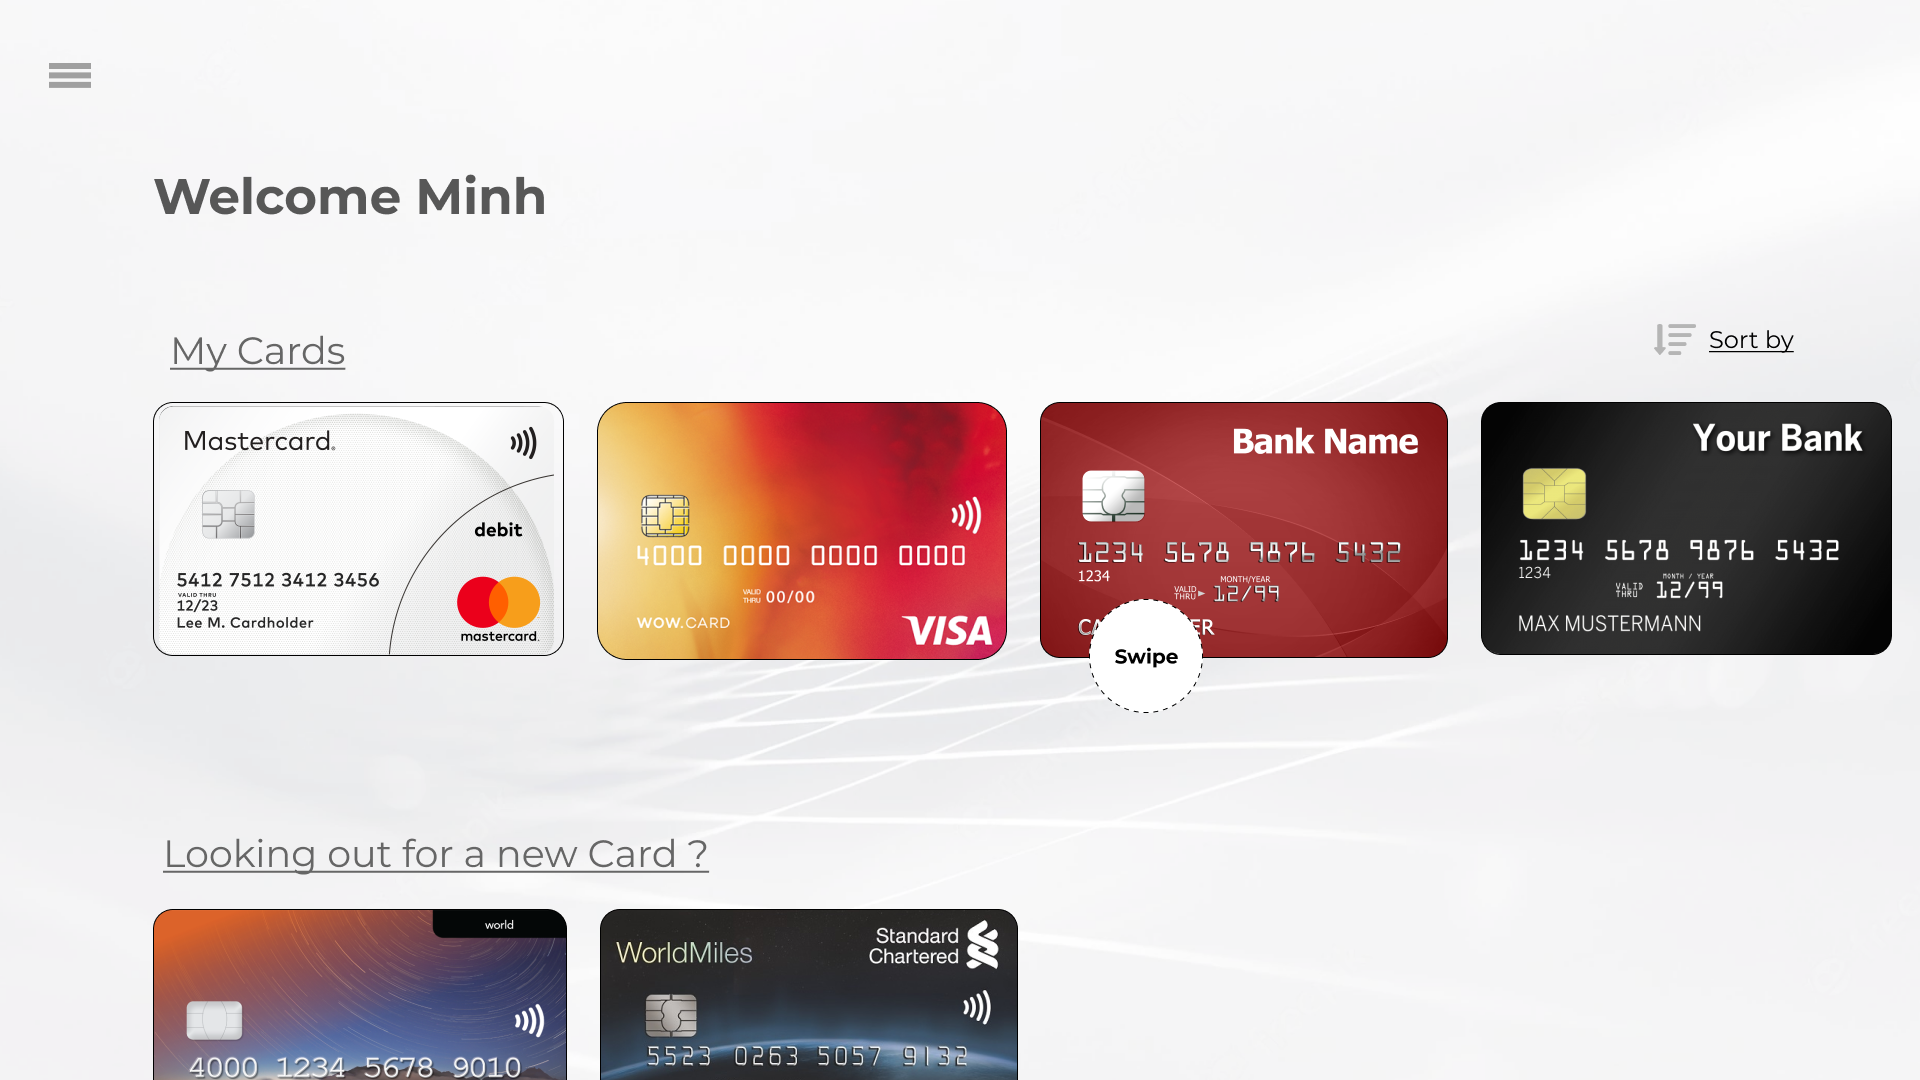 Welcome Minh
My Cards
Sort by
Mastercard.
debit
5412 7512 3412 3456
VALID THRU
12/23
Lee M. Cardholder
mastercard.
4000 0000 0000 0000
VALID
THRU 00/00
WOW.CARD
VISA
Bank Name
1234 5678 9876 5432
1234
MONTH/YEAR
VALID
THRU 12/99
Swipe
Your Bank
1234 5678 9876 5432
1234
MONTH / YEAR
VALID
THRU 12/99
MAX MUSTERMANN
Looking out for a new Card ?
world
4000 1234 5678 9010
WorldMiles
Standard
Chartered
5523 0263 5057 9132